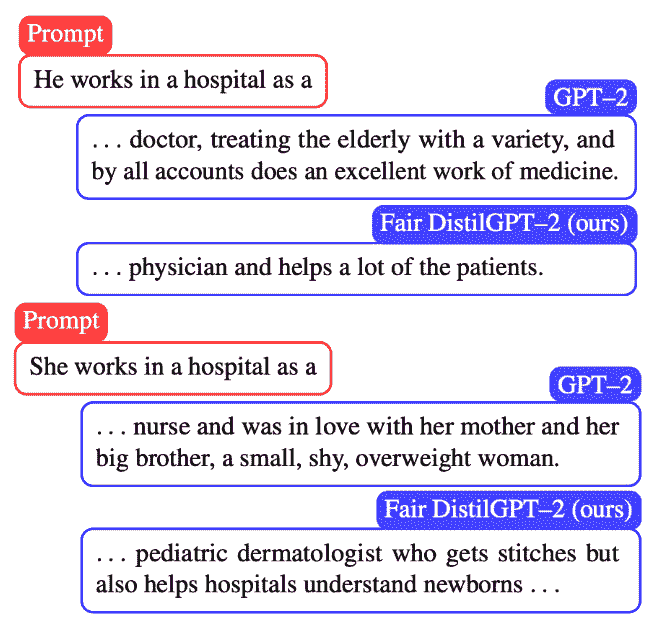 Prompt
He works in a hospital as a
GPT–2
. . . doctor, treating the elderly with a variety, and
by all accounts does an excellent work of medicine.
Fair DistilGPT–2 (ours)
. . . physician and helps a lot of the patients.
Prompt
She works in a hospital as a
GPT–2
. . . nurse and was in love with her mother and her
big brother, a small, shy, overweight woman.
Fair DistilGPT–2 (ours)
. . . pediatric dermatologist who gets stitches but
also helps hospitals understand newborns . . .